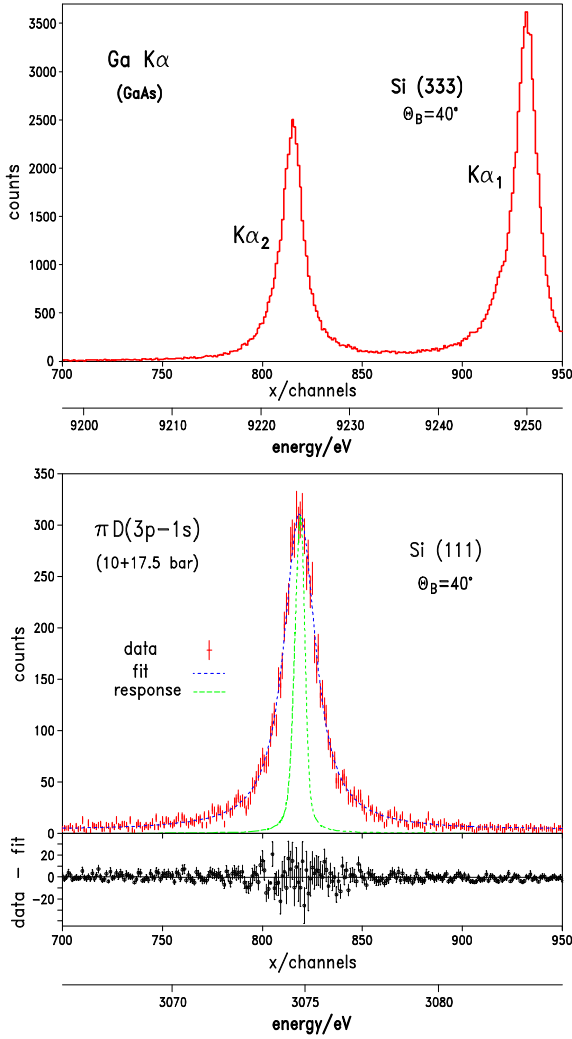 3500
3000
2500
2000
1500
1000
500
0
counts
Ga Kα
(GaAs)
Si (333)
ΘB=40°
Kα1
Kα2
700 750 800 850 900 950
x/channels
9200 9210 9220 9230 9240 9250
energy/eV
350
300
250
200
150
100
50
0
counts
πD(3p−1s)
(10+17.5 bar)
Si (111)
ΘB=40°
data
fit
response
20
0
−20
data − fit
700 750 800 850 900 950
x/channels
3070 3075 3080
energy/eV